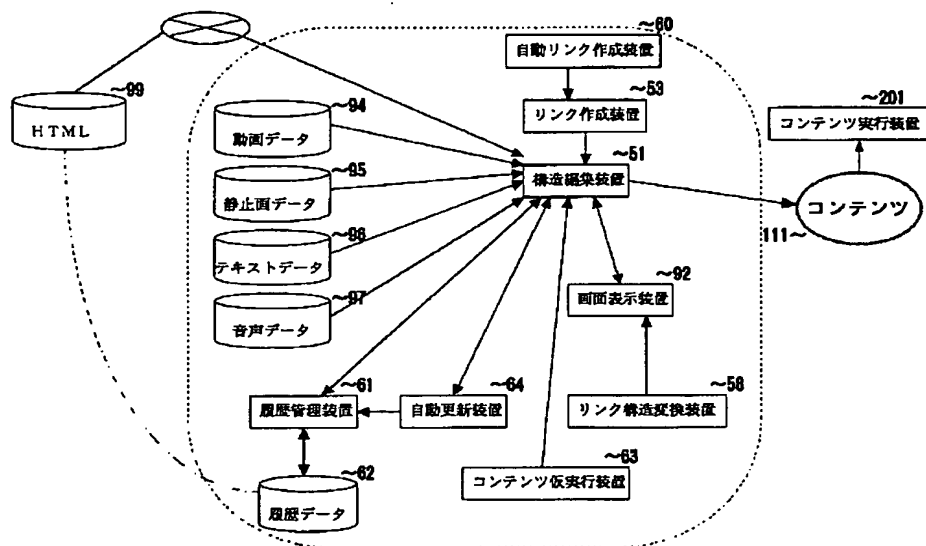 ~60
自動リンク作成装置
~99
HTML
~94
動画データ
~53
リンク作成装置
~201
コンテンツ実行装置
~95
静止画データ
~51
構造編集装置
コンテンツ
111~
~96
テキストデータ
~97
音声データ
~92
画面表示装置
~61
履歴管理装置
~64
自動更新装置
~58
リンク構造変換装置
~62
履歴データ
~63
コンテンツ仮実行装置